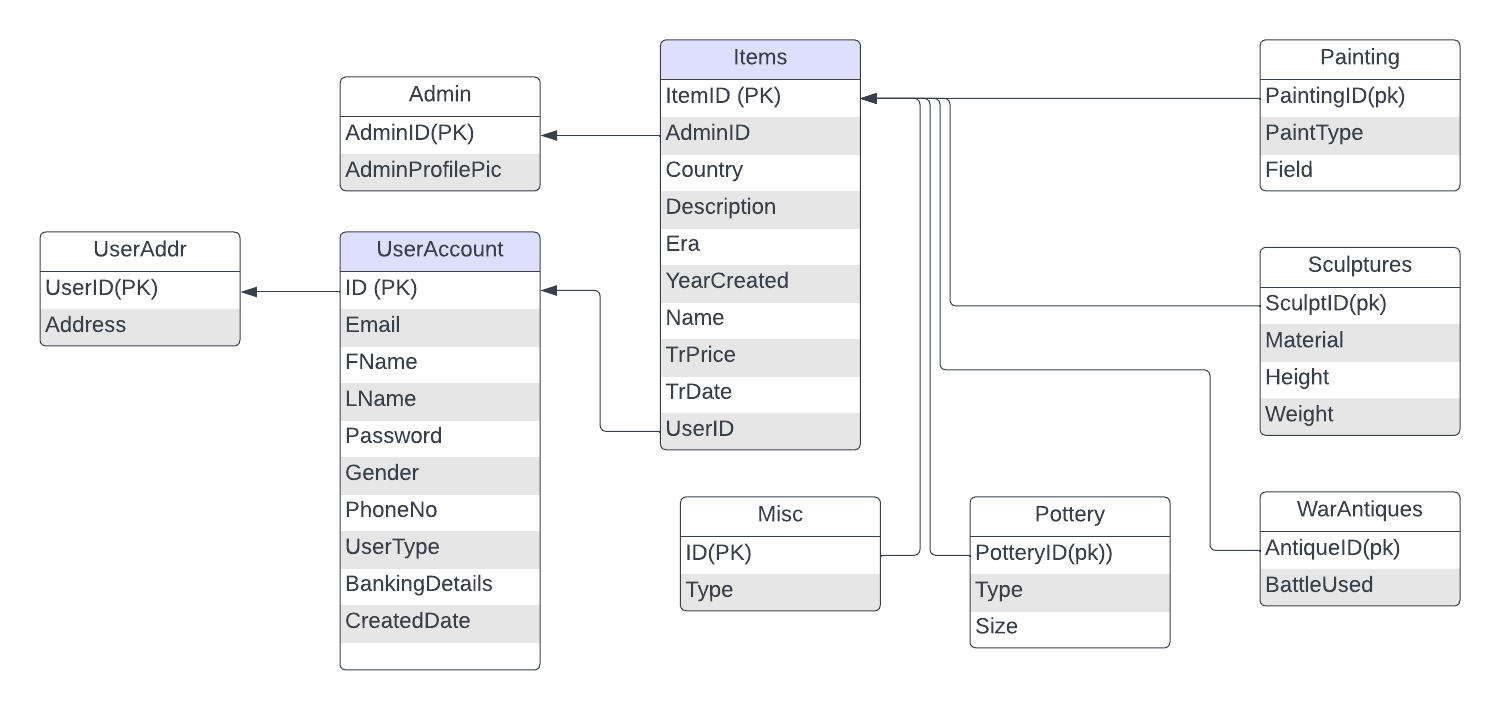 Items
ItemID (PK)
AdminID
Country
Description
Era
YearCreated
Name
TrPrice
TrDate
UserID
Painting
PaintingID(pk)
PaintType
Field
Admin
AdminID(PK)
AdminProfilePic
UserAddr
UserID(PK)
Address
UserAccount
ID (PK)
Email
FName
LName
Password
Gender
PhoneNo
UserType
BankingDetails
CreatedDate
Sculptures
SculptID(pk)
Material
Height
Weight
Misc
ID(PK)
Type
Pottery
PotteryID(pk))
Type
Size
WarAntiques
AntiqueID(pk)
BattleUsed